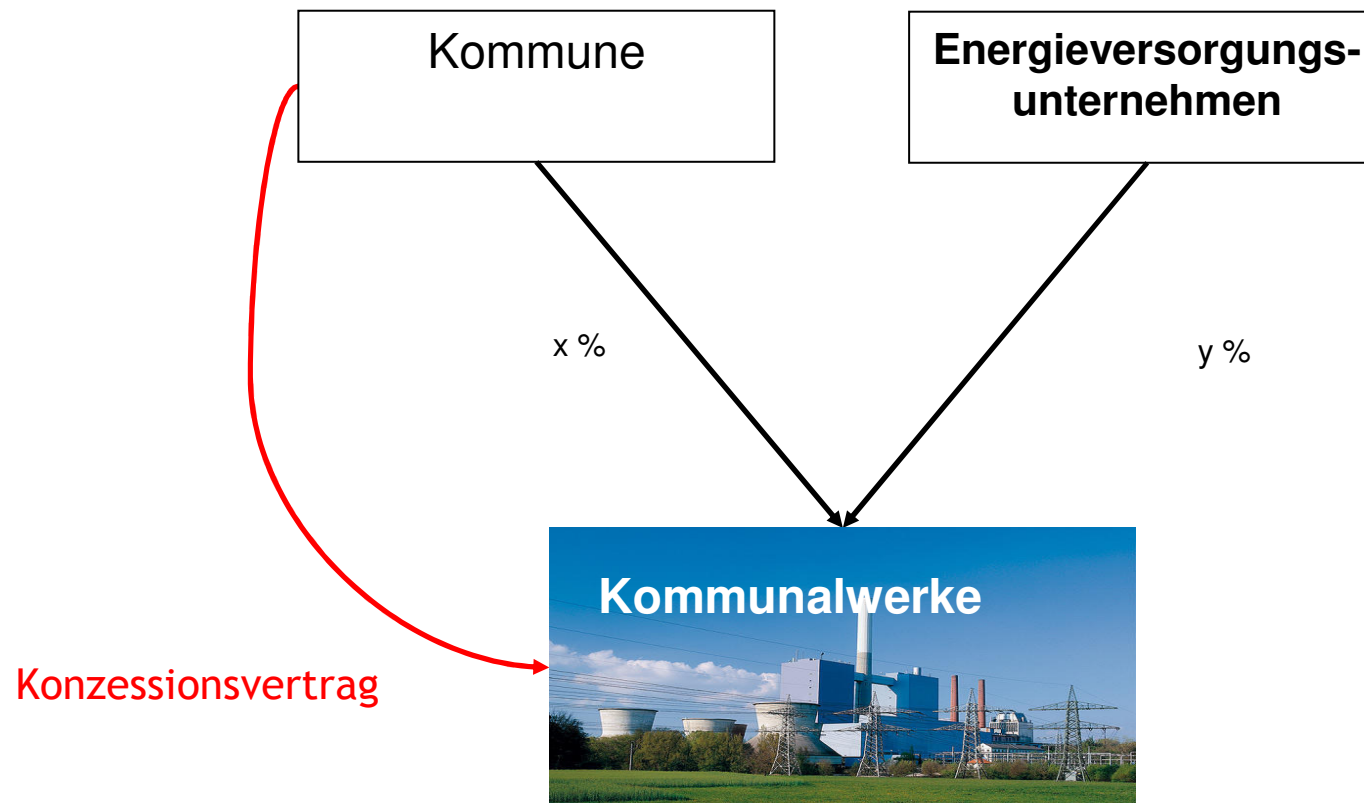 Kommune
Energieversorgungs-
unternehmen
x %
y %
Kommunalwerke
Konzessionsvertrag